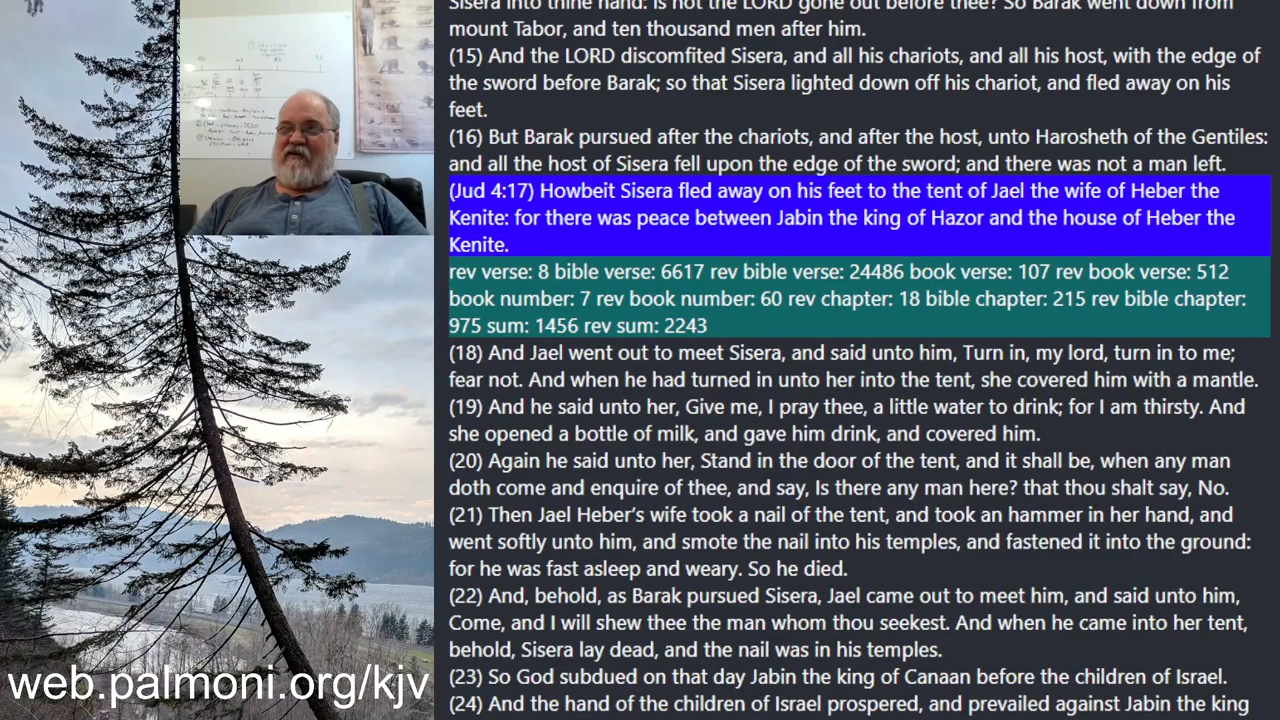 Sisera into thine hand: is not the LORD gone out before thee? So Barak went down from
mount Tabor, and ten thousand men after him.
(15) And the LORD discomfited Sisera, and all his chariots, and all his host, with the edge of
the sword before Barak; so that Sisera lighted down off his chariot, and fled away on his
feet.
(16) But Barak pursued after the chariots, and after the host, unto Harosheth of the Gentiles:
and all the host of Sisera fell upon the edge of the sword; and there was not a man left.
(Jud 4:17) Howbeit Sisera fled away on his feet to the tent of Jael the wife of Heber the
Kenite: for there was peace between Jabin the king of Hazor and the house of Heber the
Kenite.
rev verse: 8 bible verse: 6617 rev bible verse: 24486 book verse: 107 rev book verse: 512
book number: 7 rev book number: 60 rev chapter: 18 bible chapter: 215 rev bible chapter:
975 sum: 1456 rev sum: 2243
(18) And Jael went out to meet Sisera, and said unto him, Turn in, my lord, turn in to me;
fear not. And when he had turned in unto her into the tent, she covered him with a mantle.
(19) And he said unto her, Give me, I pray thee, a little water to drink; for I am thirsty. And
she opened a bottle of milk, and gave him drink, and covered him.
(20) Again he said unto her, Stand in the door of the tent, and it shall be, when any man
doth come and enquire of thee, and say, Is there any man here? that thou shalt say, No.
(21) Then Jael Heber’s wife took a nail of the tent, and took an hammer in her hand, and
went softly unto him, and smote the nail into his temples, and fastened it into the ground:
for he was fast asleep and weary. So he died.
(22) And, behold, as Barak pursued Sisera, Jael came out to meet him, and said unto him,
Come, and I will shew thee the man whom thou seekest. And when he came into her tent,
behold, Sisera lay dead, and the nail was in his temples.
(23) So God subdued on that day Jabin the king of Canaan before the children of Israel.
(24) And the hand of the children of Israel prospered, and prevailed against Jabin the king
web.palmoni.org/kjv